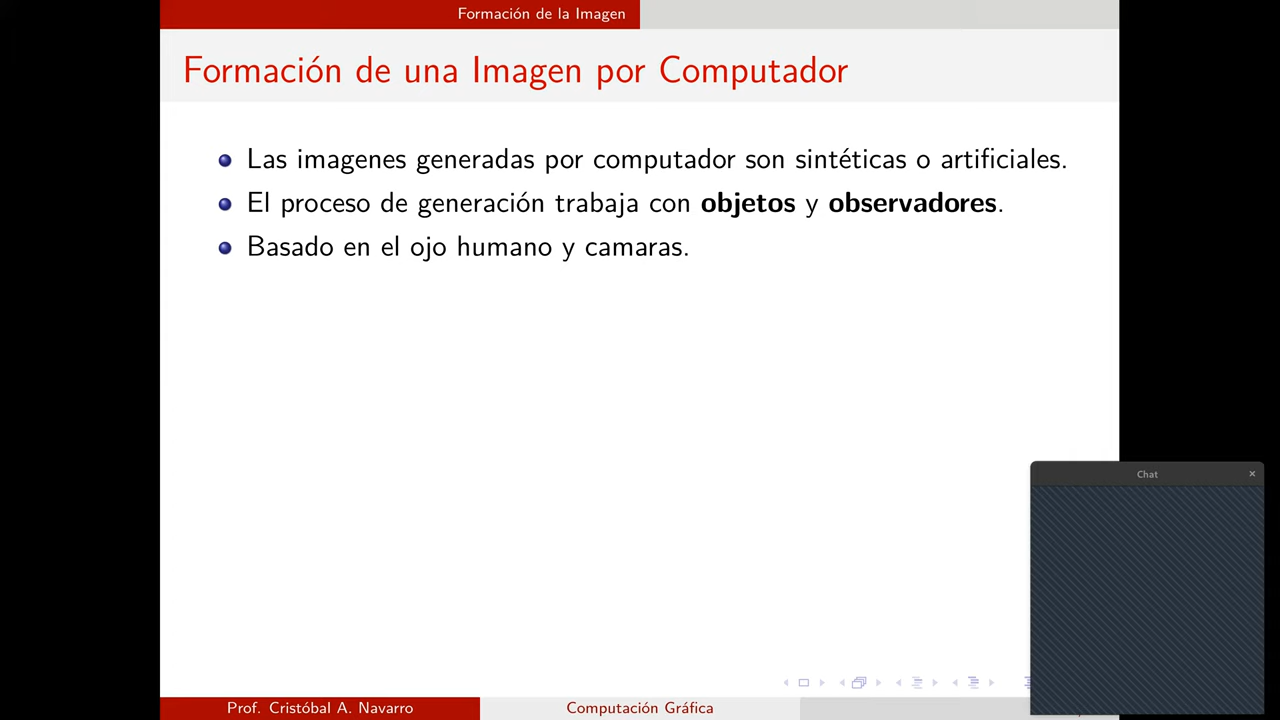 Formación de la Imagen
Formación de una Imagen por Computador
Las imagenes generadas por computador son sintéticas o artificiales.
El proceso de generación trabaja con objetos y observadores.
Basado en el ojo humano y camaras.
Chat
Prof. Cristóbal A. Navarro
Computación Gráfica